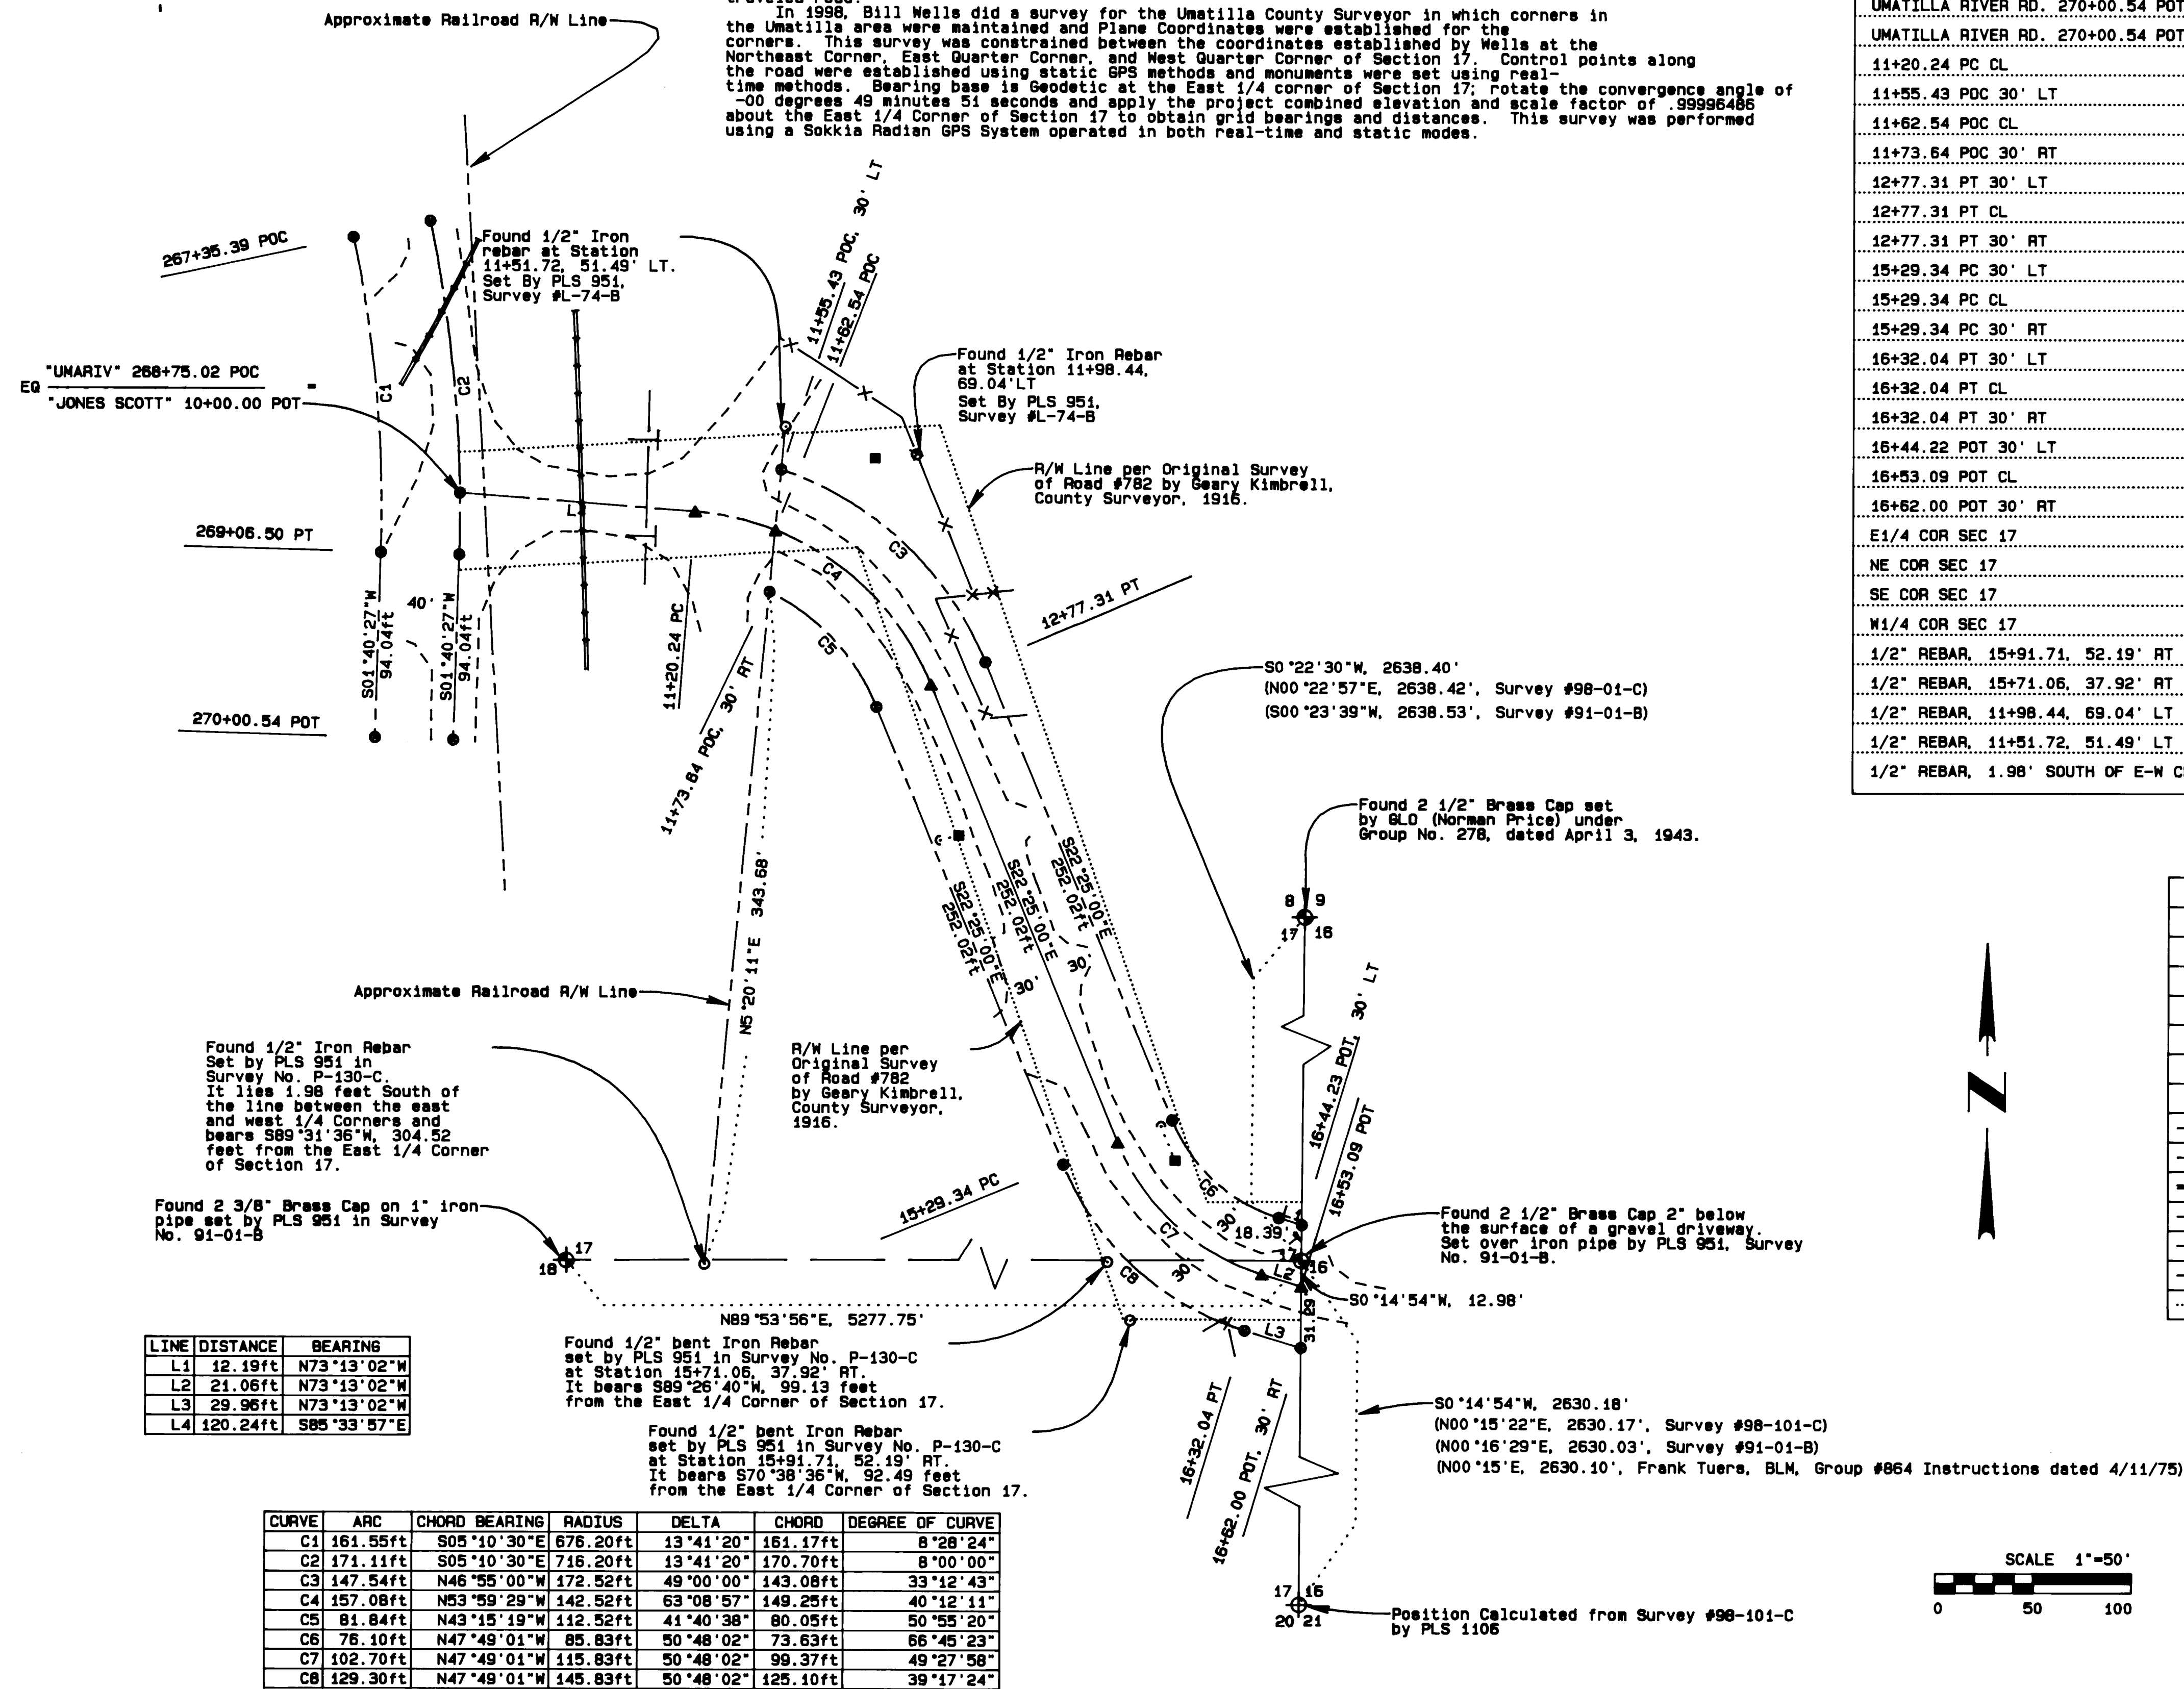 Approximate Railroad R/W Line
In 1998, Bill Wells did a survey for the Umatilla County Surveyor in which corners in
the Umatilla area were maintained and Plane Coordinates were established for the
corners. This survey was constrained between the coordinates established by Wells at the
Northeast Corner, East Quarter Corner, and West Quarter Corner of Section 17. Control points along
the road were established using static GPS methods and monuments were set using real-
time methods. Bearing base is Geodetic at the East 1/4 corner of Section 17; rotate the convergence angle of
-00 degrees 49 minutes 51 seconds and apply the project combined elevation and scale factor of .99996486
about the East 1/4 Corner of Section 17 to obtain grid bearings and distances. This survey was performed
using a Sokkia Radian GPS System operated in both real-time and static modes.
UMATILLA RIVER RD. 270+00.54 POT
UMATILLA RIVER RD. 270+00.54 POT
11+20.24 PC CL
11+55.43 POC 30' LT
11+62.54 POC CL
11+73.64 POC 30' RT
12+77.31 PT 30' LT
12+77.31 PT CL
12+77.31 PT 30' RT
15+29.34 PC 30' LT
15+29.34 PC CL
15+29.34 PC 30' RT
16+32.04 PT 30' LT
16+32.04 PT CL
16+32.04 PT 30' RT
16+44.22 POT 30' LT
16+53.09 POT CL
16+62.00 POT 30' RT
E1/4 COR SEC 17
NE COR SEC 17
SE COR SEC 17
W1/4 COR SEC 17
1/2" REBAR, 15+91.71, 52.19' RT
1/2" REBAR, 15+71.06, 37.92' RT
1/2" REBAR, 11+98.44, 69.04' LT
1/2" REBAR, 11+51.72, 51.49' LT
1/2" REBAR, 1.98' SOUTH OF E-W C
267+35.39 POC
Found 1/2" Iron
rebar at Station
11+51.72, 51.49' LT.
Set By PLS 951,
Survey #L-74-B
11+55.43 POC, 30' LT
11+62.54 POC
Found 1/2" Iron Rebar
at Station 11+98.44,
69.04'LT
Set By PLS 951,
Survey #L-74-B
EQ
"UMARIV" 268+75.02 POC
=
"JONES SCOTT" 10+00.00 POT
C1
C2
R/W Line per Original Survey
of Road #782 by Geary Kimbrell,
County Surveyor, 1916.
269+06.50 PT
C3
C4
C5
12+77.31 PT
40'
S01°40'27"W
94.04ft
S01°40'27"W
94.04ft
11+20.24 PC
11+73.64 POC, 30' RT
270+00.54 POT
S0°22'30"W, 2638.40'
(N00°22'57"E, 2638.42', Survey #98-01-C)
(S00°23'39"W, 2638.53', Survey #91-01-B)
Found 2 1/2" Brass Cap set
by GLO (Norman Price) under
Group No. 278, dated April 3, 1943.
8 9
17 16
S22°25'00"E
252.02ft
S22°25'00"E
252.02ft
S22°25'00"E
252.02ft
30'
30'
N5°20'11"E 343.68'
Approximate Railroad R/W Line
N
Found 1/2" Iron Rebar
Set by PLS 951 in
Survey No. P-130-C.
It lies 1.98 feet South of
the line between the east
and west 1/4 Corners and
bears S89°31'36"W, 304.52
feet from the East 1/4 Corner
of Section 17.
R/W Line per
Original Survey
of Road #782
by Geary Kimbrell,
County Surveyor,
1916.
16+44.23 POT, 30' LT
16+53.09 POT
15+29.34 PC
Found 2 3/8" Brass Cap on 1" iron
pipe set by PLS 951 in Survey
No. 91-01-B
17
18
C6
C7
C8
30'
30'
18.39'
17
16
L2
L3
31.29
Found 2 1/2" Brass Cap 2" below
the surface of a gravel driveway.
Set over iron pipe by PLS 951, Survey
No. 91-01-B.
S0°14'54"W, 12.98'
N89°53'56"E, 5277.75'
LINE DISTANCE BEARING
L1 12.19ft N73°13'02"W
L2 21.06ft N73°13'02"W
L3 29.96ft N73°13'02"W
L4 120.24ft S85°33'57"E
Found 1/2" bent Iron Rebar
set by PLS 951 in Survey No. P-130-C
at Station 15+71.06, 37.92' RT.
It bears S89°26'40"W, 99.13 feet
from the East 1/4 Corner of Section 17.
Found 1/2" bent Iron Rebar
set by PLS 951 in Survey No. P-130-C
at Station 15+91.71, 52.19' RT.
It bears S70°38'36"W, 92.49 feet
from the East 1/4 Corner of Section 17.
16+32.04 PT
16+62.00 POT, 30' RT
S0°14'54"W, 2630.18'
(N00°15'22"E, 2630.17', Survey #98-101-C)
(N00°16'29"E, 2630.03', Survey #91-01-B)
(N00°15'E, 2630.10', Frank Tuers, BLM, Group #864 Instructions dated 4/11/75)
CURVE ARC CHORD BEARING RADIUS DELTA CHORD DEGREE OF CURVE
C1 161.55ft S05°10'30"E 676.20ft 13°41'20" 161.17ft 8°28'24"
C2 171.11ft S05°10'30"E 716.20ft 13°41'20" 170.70ft 8°00'00"
C3 147.54ft N46°55'00"W 172.52ft 49°00'00" 143.08ft 33°12'43"
C4 157.08ft N53°59'29"W 142.52ft 63°08'57" 149.25ft 40°12'11"
C5 81.84ft N43°15'19"W 112.52ft 41°40'38" 80.05ft 50°55'20"
C6 76.10ft N47°49'01"W 85.83ft 50°48'02" 73.63ft 66°45'23"
C7 102.70ft N47°49'01"W 115.83ft 50°48'02" 99.37ft 49°27'58"
C8 129.30ft N47°49'01"W 145.83ft 50°48'02" 125.10ft 39°17'24"
17 16
20 21
Position Calculated from Survey #98-101-C
by PLS 1106
SCALE 1"=50'
0 50 100